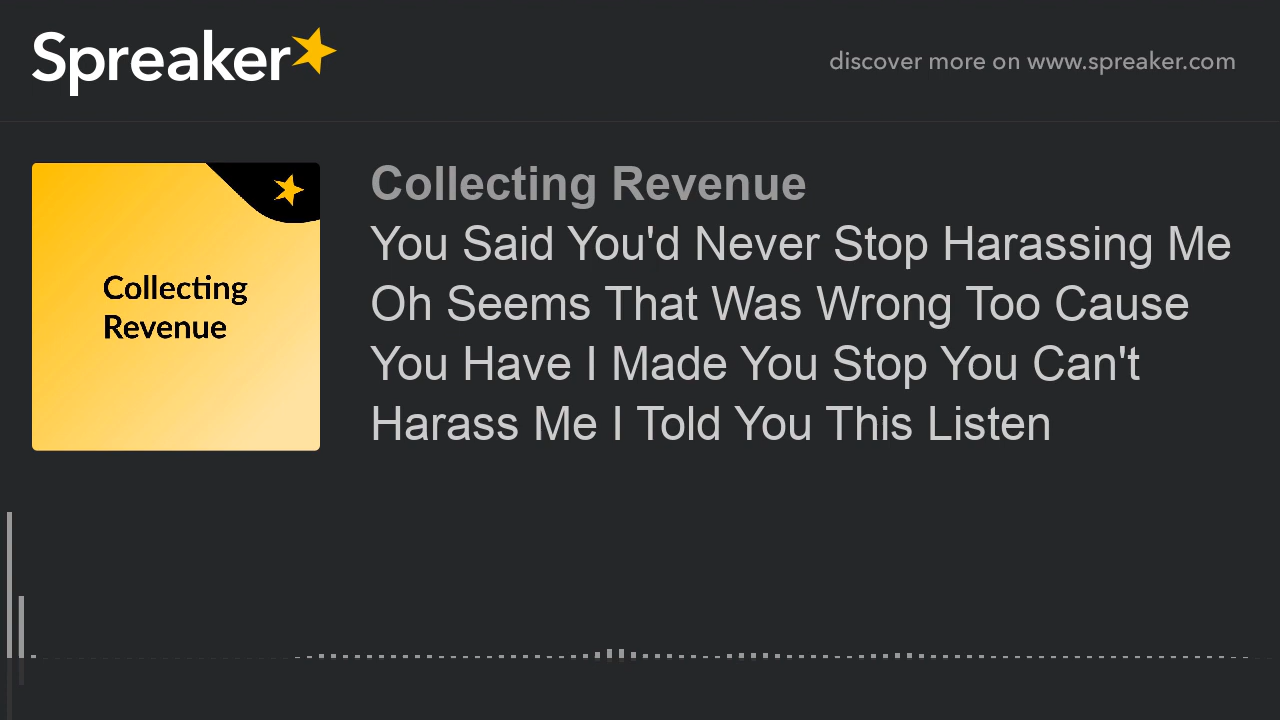 Spreaker
discover more on www.spreaker.com
Collecting
Revenue
Collecting Revenue
You Said You'd Never Stop Harassing Me
Oh Seems That Was Wrong Too Cause
You Have I Made You Stop You Can't
Harass Me I Told You This Listen